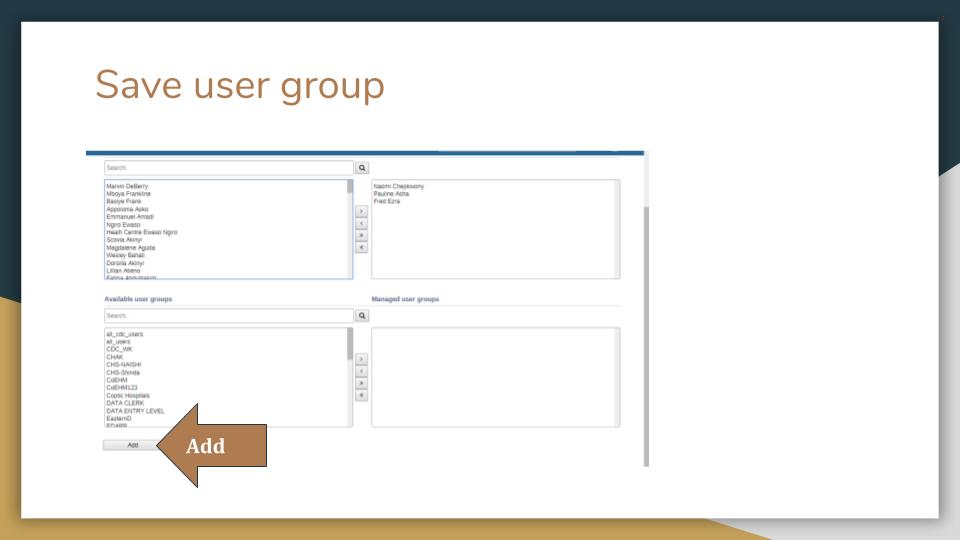 Save user group
Search.
Marvin DeBerry
Mboya Frankline
Basiye Frank
Appolonia Aoko
Emmanuel Amadi
Ngiro Ewaso
Health Centre Ewaso Ngiro
Scovia Akinyi
Magdalene Aguda
Wesley Bahati
Dorsilla Akinyi
Lillian Atieno
Fatma Abdulhakim
Naomi Chepkwony
Pauline Asha
Fred Ezra
Available user groups
Managed user groups
Search.
all_cdc_users
all_users
CDC_WK
CHAK
CHS-NAISHI
CHS-Shinda
CoEHM
CoEHM123
Coptic Hospitals
DATA CLERK
DATA ENTRY LEVEL
EasternD
EDARP
Add
Add